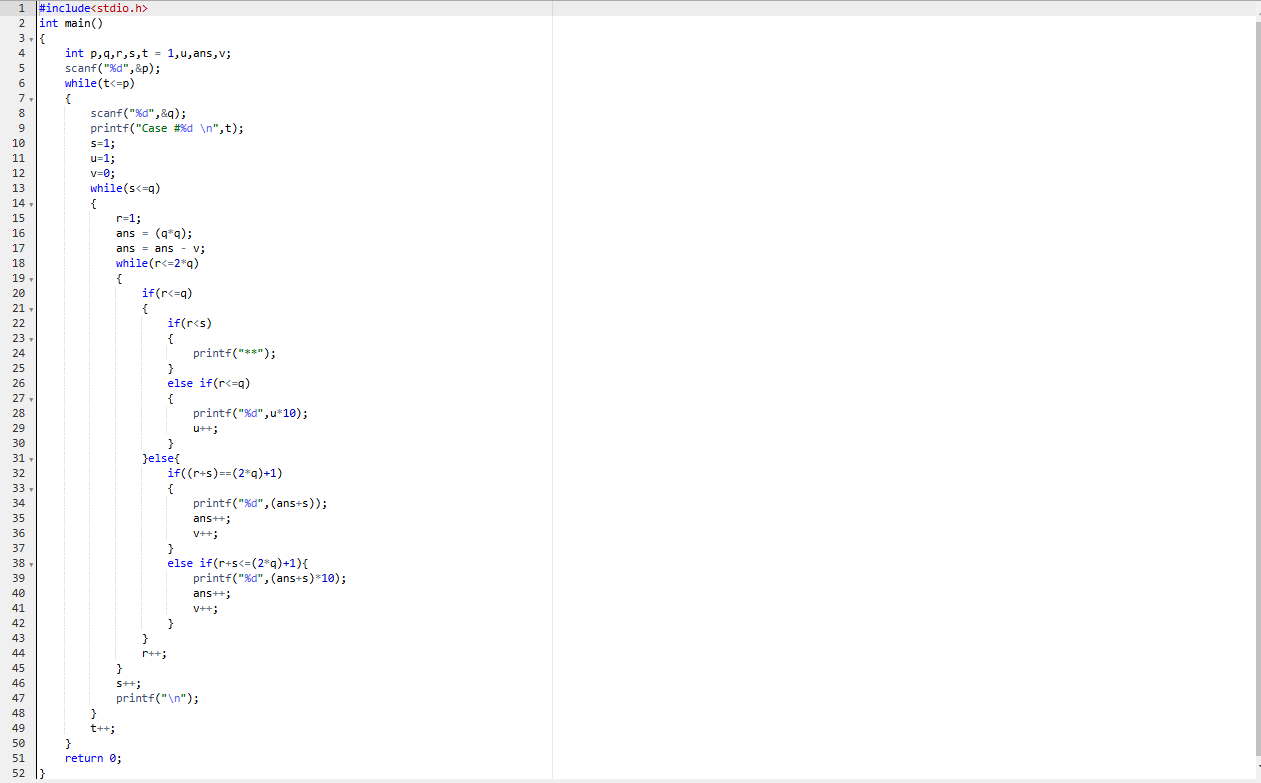 1 #include<stdio.h>
2 int main()
3 {
4 int p,q,r,s,t = 1,u,ans,v;
5 scanf("%d",&p);
6 while(t<=p)
7 {
8 scanf("%d",&q);
9 printf("Case #%d \n",t);
10 s=1;
11 u=1;
12 v=0;
13 while(s<=q)
14 {
15 r=1;
16 ans = (q*q);
17 ans = ans - v;
18 while(r<=2*q)
19 {
20 if(r<=q)
21 {
22 if(r<s)
23 {
24 printf("**");
25 }
26 else if(r<=q)
27 {
28 printf("%d",u*10);
29 u++;
30 }
31 }else{
32 if((r+s)==(2*q)+1)
33 {
34 printf("%d",(ans+s));
35 ans++;
36 v++;
37 }
38 else if(r+s<=(2*q)+1){
39 printf("%d",(ans+s)*10);
40 ans++;
41 v++;
42 }
43 }
44 r++;
45 }
46 s++;
47 printf("\n");
48 }
49 t++;
50 }
51 return 0;
52 }